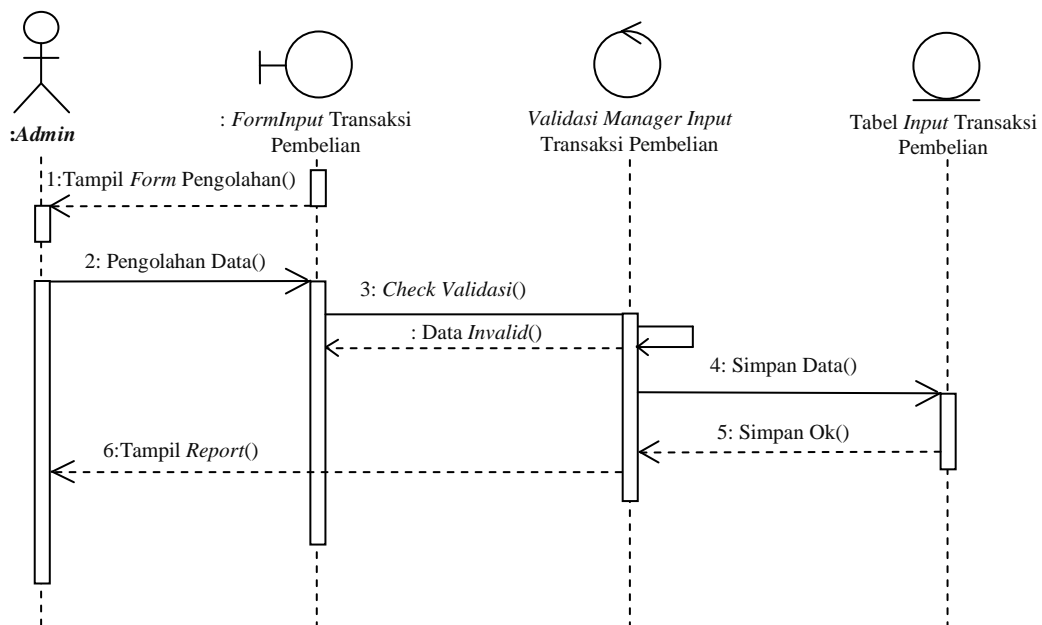 :Admin
: FormInput Transaksi
Pembelian
Validasi Manager Input
Transaksi Pembelian
Tabel Input Transaksi
Pembelian
1:Tampil Form Pengolahan()
2: Pengolahan Data()
3: Check Validasi()
: Data Invalid()
4: Simpan Data()
5: Simpan Ok()
6:Tampil Report()